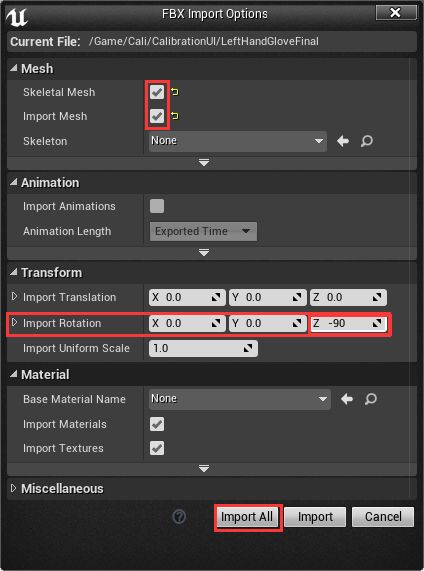 FBX Import Options
Current File: /Game/Cali/CalibrationUI/LeftHandGloveFinal
Mesh
Skeletal Mesh
Import Mesh
Skeleton None
Animation
Import Animations
Animation Length Exported Time
Transform
Import Translation X 0.0 Y 0.0 Z 0.0
Import Rotation X 0.0 Y 0.0 Z -90
Import Uniform Scale 1.0
Material
Base Material Name None
Import Materials
Import Textures
Miscellaneous
? Import All Import Cancel